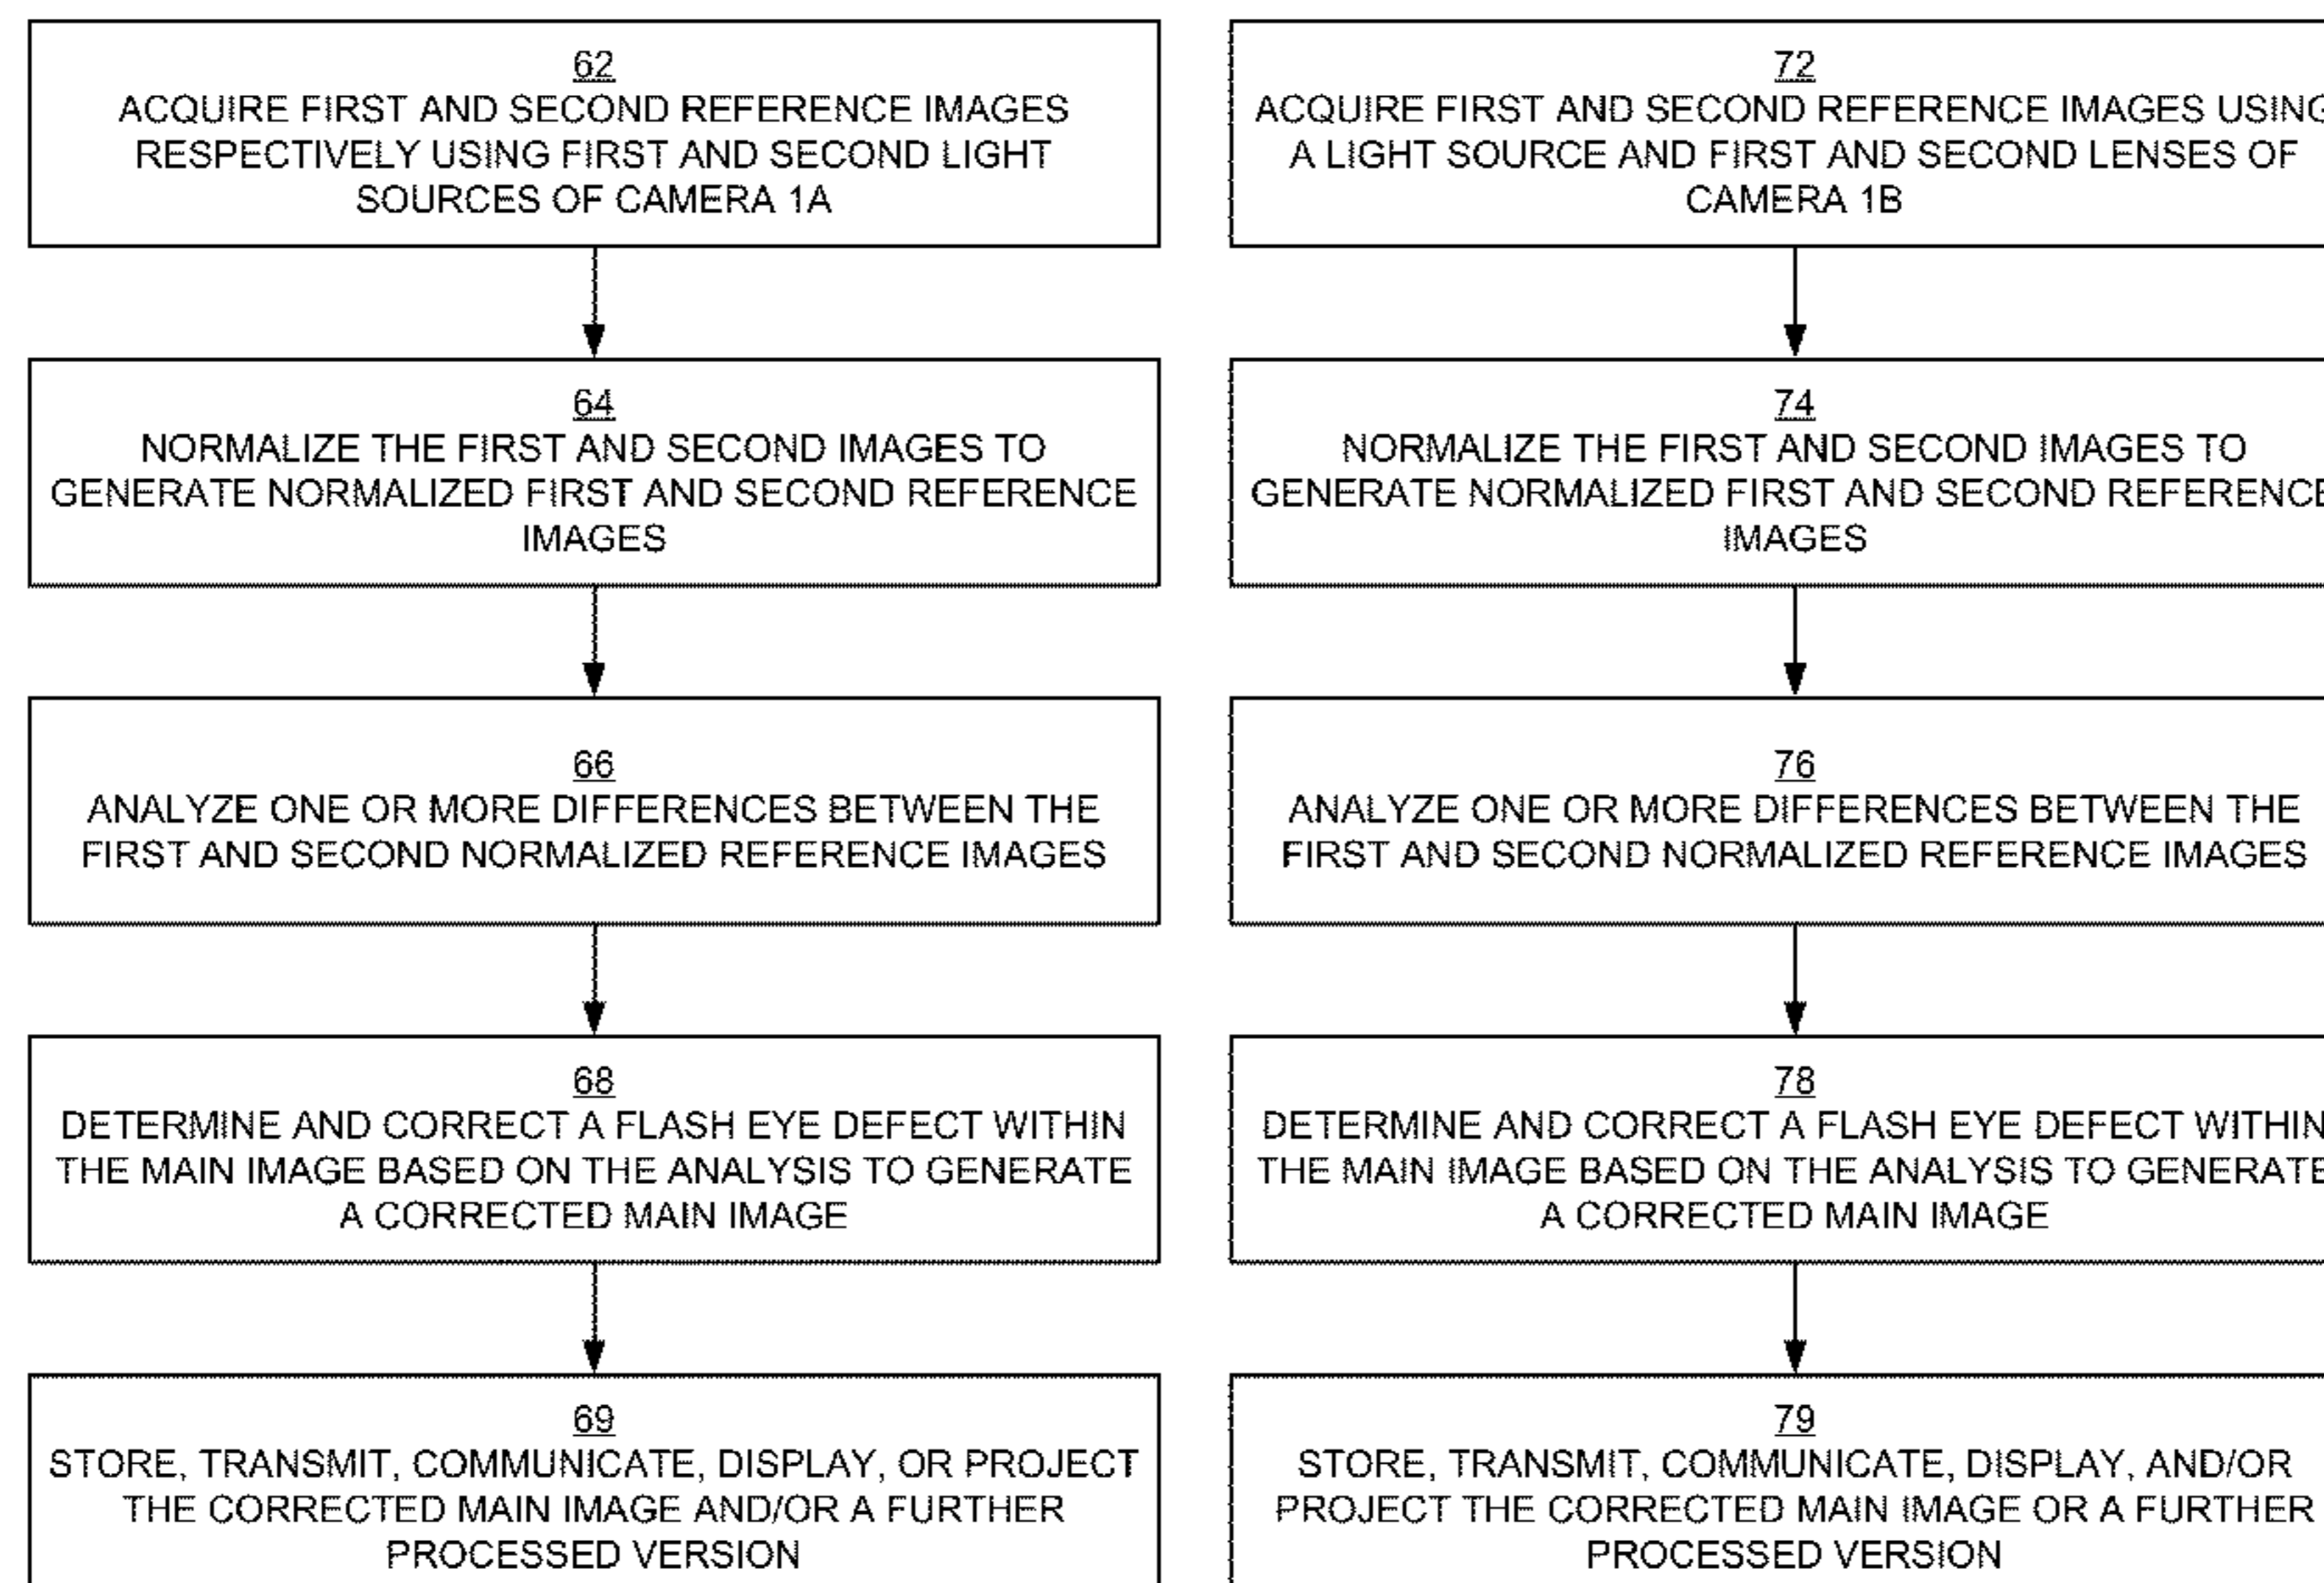 62
ACQUIRE FIRST AND SECOND REFERENCE IMAGES
RESPECTIVELY USING FIRST AND SECOND LIGHT
SOURCES OF CAMERA 1A
64
NORMALIZE THE FIRST AND SECOND IMAGES TO
GENERATE NORMALIZED FIRST AND SECOND REFERENCE
IMAGES
66
ANALYZE ONE OR MORE DIFFERENCES BETWEEN THE
FIRST AND SECOND NORMALIZED REFERENCE IMAGES
68
DETERMINE AND CORRECT A FLASH EYE DEFECT WITHIN
THE MAIN IMAGE BASED ON THE ANALYSIS TO GENERATE
A CORRECTED MAIN IMAGE
69
STORE, TRANSMIT, COMMUNICATE, DISPLAY, OR PROJECT
THE CORRECTED MAIN IMAGE AND/OR A FURTHER
PROCESSED VERSION
72
ACQUIRE FIRST AND SECOND REFERENCE IMAGES USING
A LIGHT SOURCE AND FIRST AND SECOND LENSES OF
CAMERA 1B
74
NORMALIZE THE FIRST AND SECOND IMAGES TO
GENERATE NORMALIZED FIRST AND SECOND REFERENCE
IMAGES
76
ANALYZE ONE OR MORE DIFFERENCES BETWEEN THE
FIRST AND SECOND NORMALIZED REFERENCE IMAGES
78
DETERMINE AND CORRECT A FLASH EYE DEFECT WITHIN
THE MAIN IMAGE BASED ON THE ANALYSIS TO GENERATE
A CORRECTED MAIN IMAGE
79
STORE, TRANSMIT, COMMUNICATE, DISPLAY, AND/OR
PROJECT THE CORRECTED MAIN IMAGE OR A FURTHER
PROCESSED VERSION